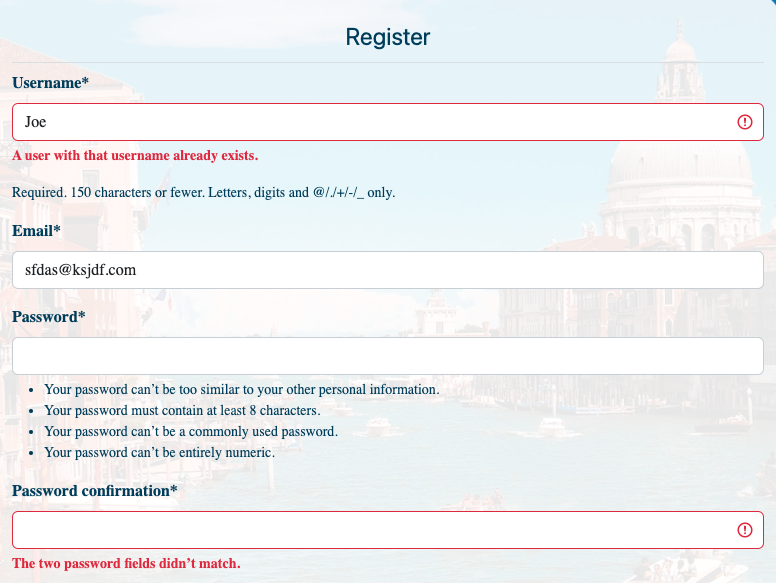 Register
Username*
Joe
A user with that username already exists.
Required. 150 characters or fewer. Letters, digits and @/./+/-/_ only.
Email*
sfdas@ksjdf.com
Password*
• Your password can’t be too similar to your other personal information.
• Your password must contain at least 8 characters.
• Your password can’t be a commonly used password.
• Your password can’t be entirely numeric.
Password confirmation*
The two password fields didn’t match.